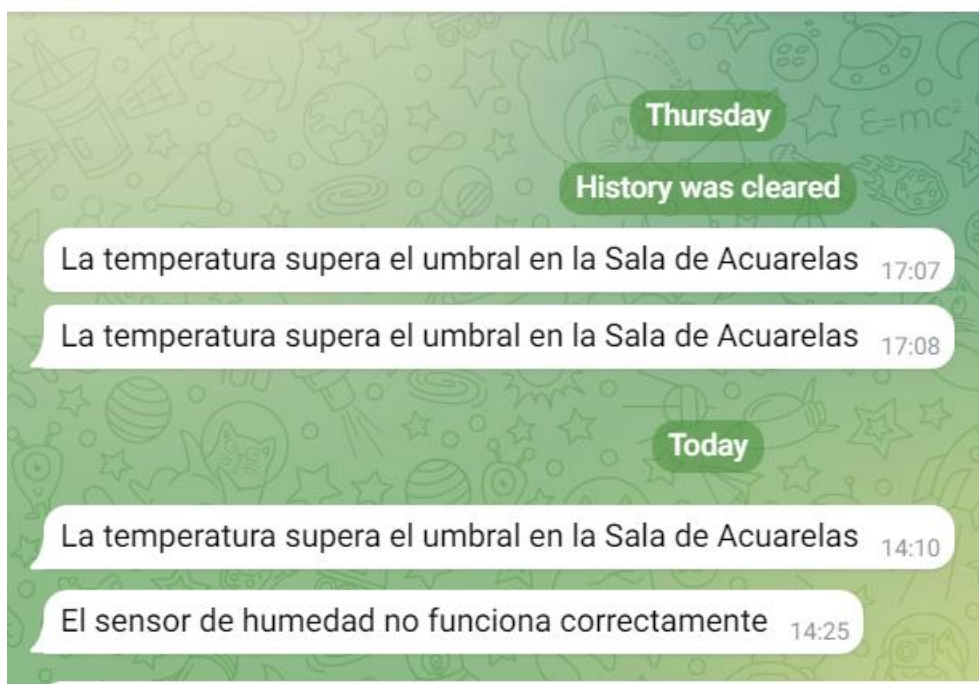 Thursday
E=mc²
History was cleared
La temperatura supera el umbral en la Sala de Acuarelas 17:07
La temperatura supera el umbral en la Sala de Acuarelas 17:08
Today
La temperatura supera el umbral en la Sala de Acuarelas 14:10
El sensor de humedad no funciona correctamente 14:25